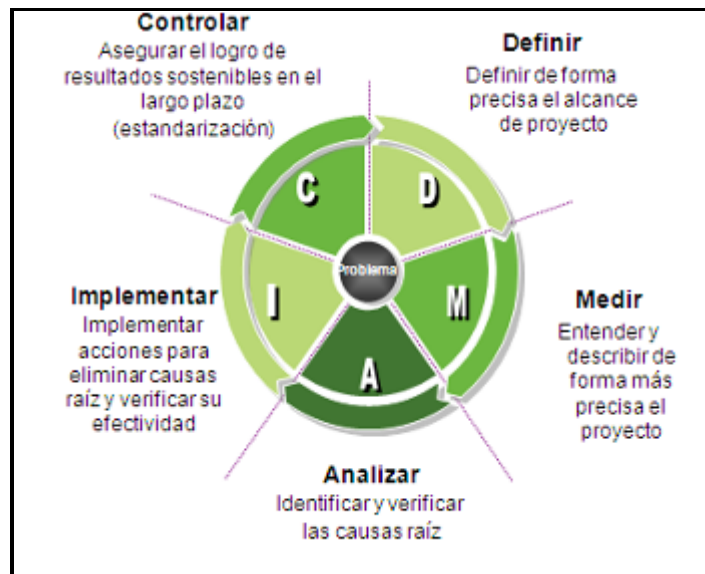 Controlar
Asegurar el logro de
resultados sostenibles en el
largo plazo
(estandarización)
Definir
Definir de forma
precisa el alcance
de proyecto
C
D
Problema
I
M
A
Implementar
Implementar
acciones para
eliminar causas
raíz y verificar su
efectividad
Medir
Entender y
describir de
forma más
precisa el
proyecto
Analizar
Identificar y verificar
las causas raíz